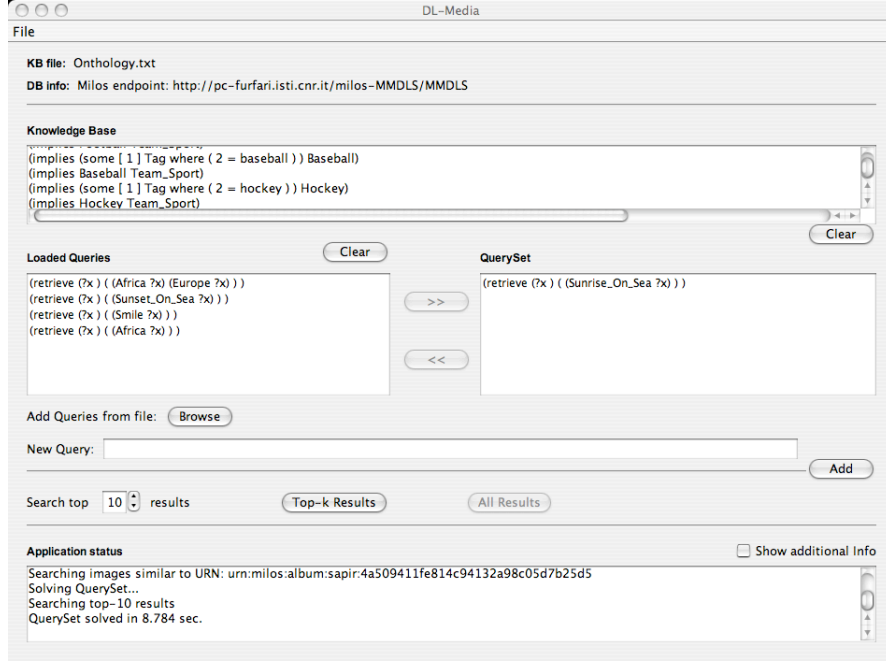 DL-Media
File
KB file: Onthology.txt
DB info: Milos endpoint: http://pc-furfari.isti.cnr.it/milos-MMDLS/MMDLS
Knowledge Base
(implies Football Team_Sport)
(implies (some [ 1 ] Tag where ( 2 = baseball ) ) Baseball)
(implies Baseball Team_Sport)
(implies (some [ 1 ] Tag where ( 2 = hockey ) ) Hockey)
(implies Hockey Team_Sport)
Clear
Loaded Queries
Clear
QuerySet
(retrieve (?x ) ( (Africa ?x) (Europe ?x) ) )
(retrieve (?x ) ( (Sunset_On_Sea ?x) ) )
(retrieve (?x ) ( (Smile ?x) ) )
(retrieve (?x ) ( (Africa ?x) ) )
>>
<<
(retrieve (?x ) ( (Sunrise_On_Sea ?x) ) )
Add Queries from file: Browse
New Query:
Add
Search top 10 results Top-k Results All Results
Application status
Show additional Info
Searching images similar to URN: urn:milos:album:sapir:4a509411fe814c94132a98c05d7b25d5
Solving QuerySet...
Searching top-10 results
QuerySet solved in 8.784 sec.